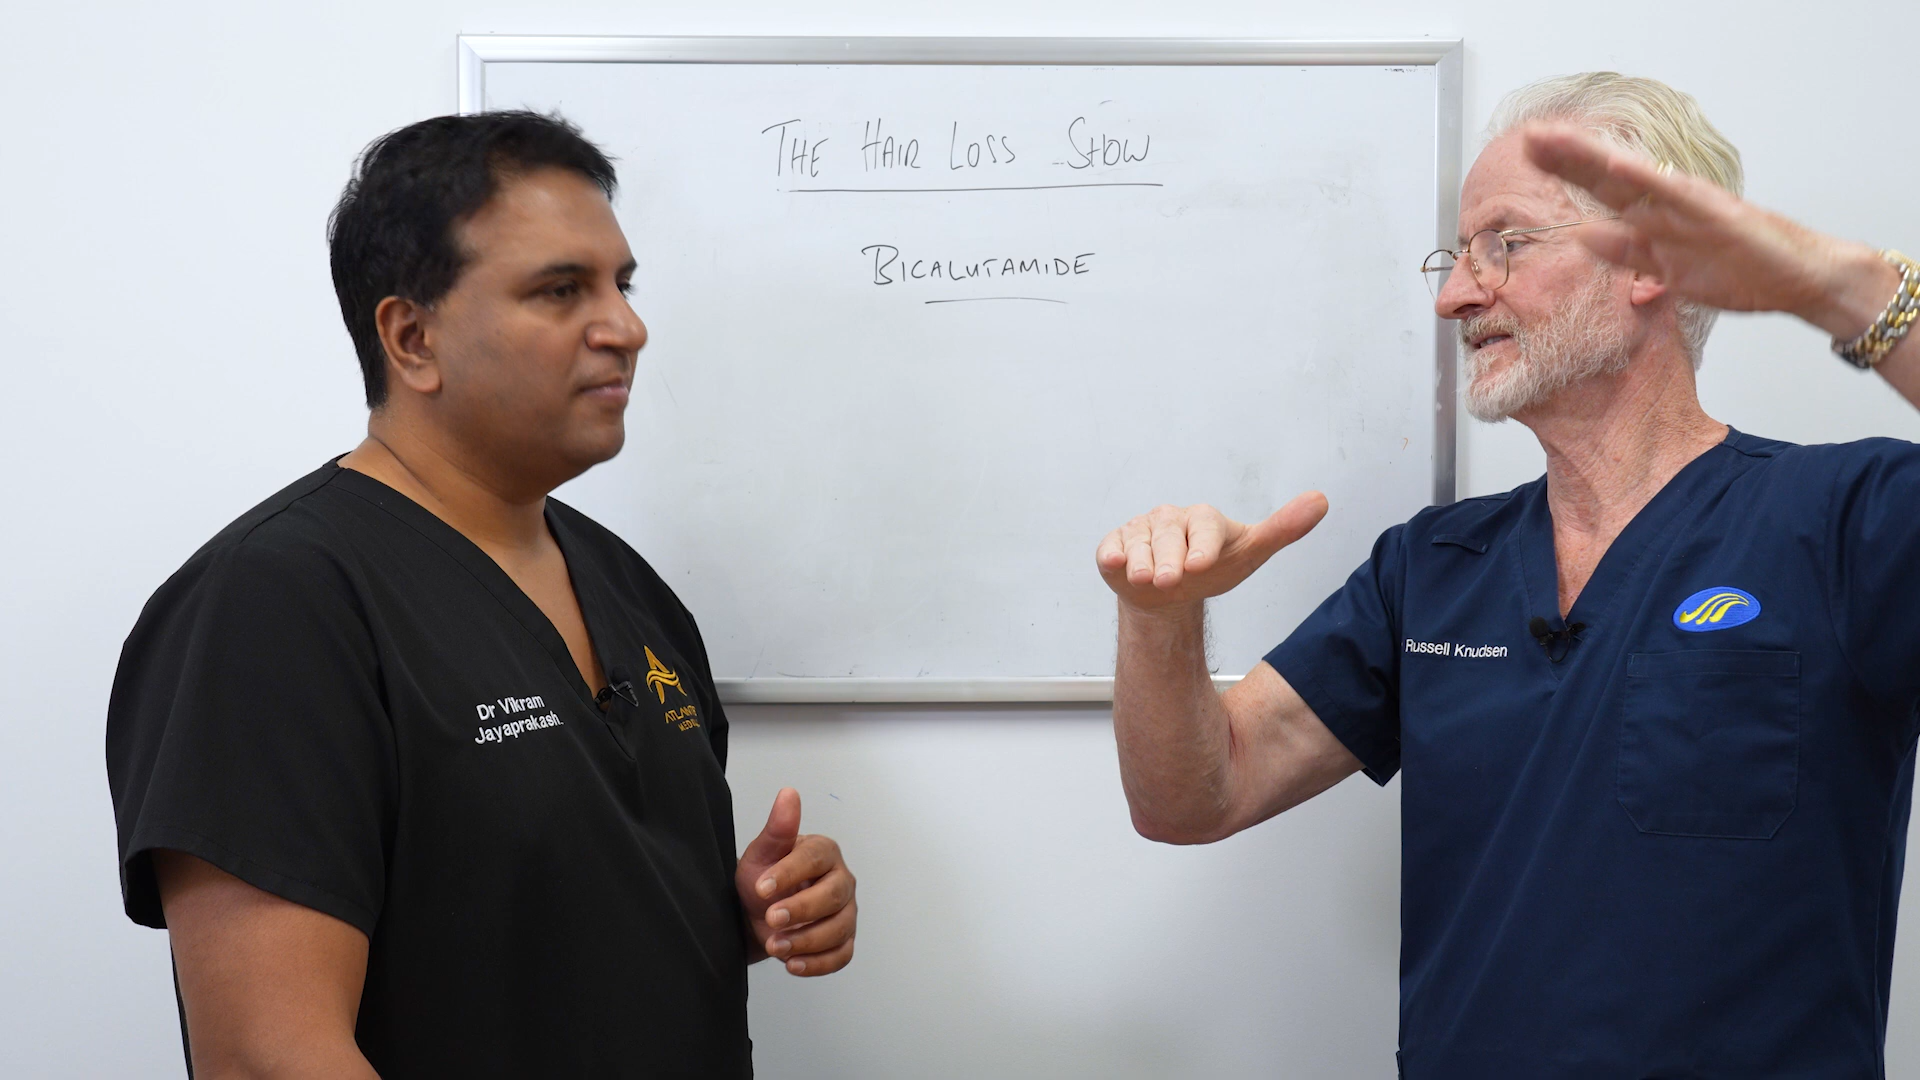 THE HAIR LOSS SHOW
BICALUTAMIDE
Dr Vikram
Jayaprakash
Russell Knudsen